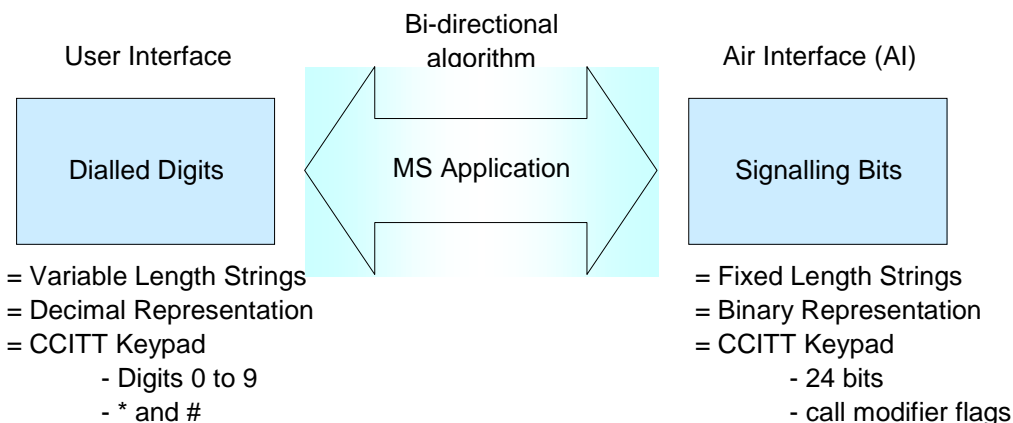 User Interface
Bi-directional
algorithm
Air Interface (AI)
Dialled Digits
MS Application
Signalling Bits
= Variable Length Strings
= Decimal Representation
= CCITT Keypad
- Digits 0 to 9
- * and #
= Fixed Length Strings
= Binary Representation
= CCITT Keypad
- 24 bits
- call modifier flags